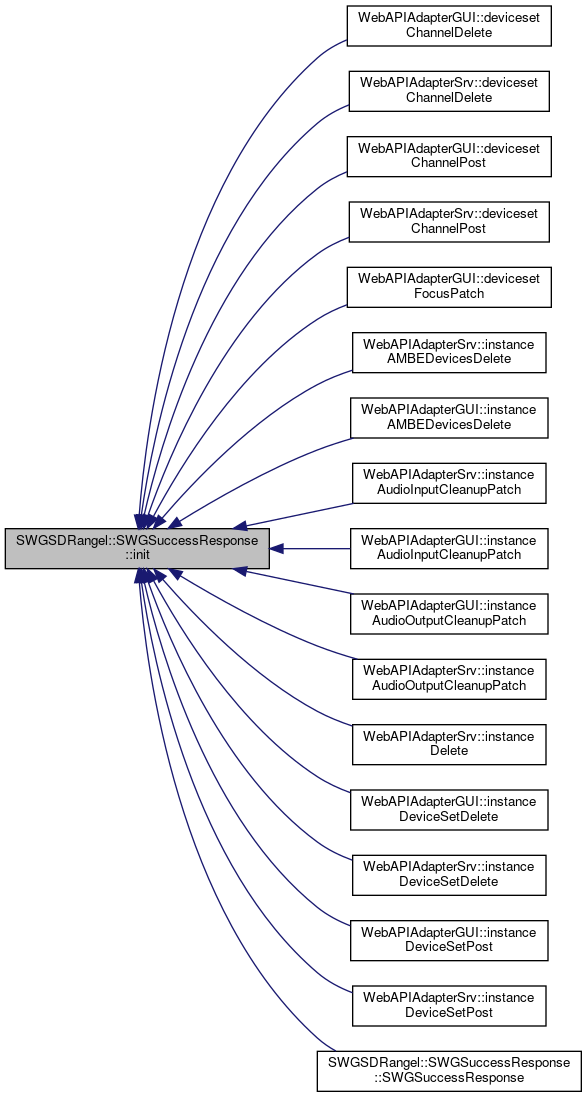 WebAPIAdapterGUI::deviceset
ChannelDelete
WebAPIAdapterSrv::deviceset
ChannelDelete
WebAPIAdapterGUI::deviceset
ChannelPost
WebAPIAdapterSrv::deviceset
ChannelPost
WebAPIAdapterGUI::deviceset
FocusPatch
WebAPIAdapterSrv::instance
AMBEDevicesDelete
WebAPIAdapterGUI::instance
AMBEDevicesDelete
WebAPIAdapterSrv::instance
AudioInputCleanupPatch
SWGSDRangel::SWGSuccessResponse
::init
WebAPIAdapterGUI::instance
AudioInputCleanupPatch
WebAPIAdapterGUI::instance
AudioOutputCleanupPatch
WebAPIAdapterSrv::instance
AudioOutputCleanupPatch
WebAPIAdapterSrv::instance
Delete
WebAPIAdapterGUI::instance
DeviceSetDelete
WebAPIAdapterSrv::instance
DeviceSetDelete
WebAPIAdapterGUI::instance
DeviceSetPost
WebAPIAdapterSrv::instance
DeviceSetPost
SWGSDRangel::SWGSuccessResponse
::SWGSuccessResponse